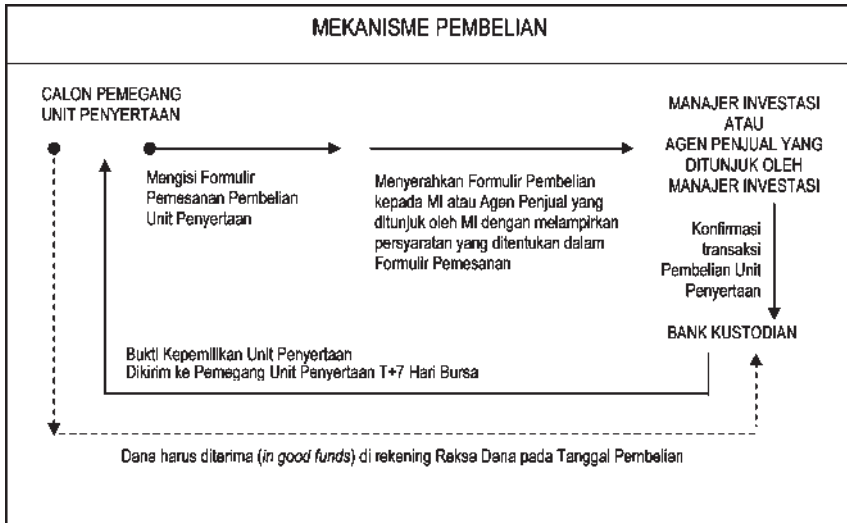 MEKANISME PEMBELIAN
CALON PEMEGANG
UNIT PENYERTAAN
Mengisi Formulir
Pemesanan Pembelian
Unit Penyertaan
Menyerahkan Formulir Pembelian
kepada MI atau Agen Penjual yang
ditunjuk oleh MI dengan melampirkan
persyaratan yang ditentukan dalam
Formulir Pemesanan
MANAJER INVESTASI
ATAU
AGEN PENJUAL YANG
DITUNJUK OLEH
MANAJER INVESTASI
Konfirmasi
transaksi
Pembelian Unit
Penyertaan
BANK KUSTODIAN
Bukti Kepemilikan Unit Penyertaan
Dikirim ke Pemegang Unit Penyertaan T+7 Hari Bursa
Dana harus diterima (in good funds) di rekening Reksa Dana pada Tanggal Pembelian